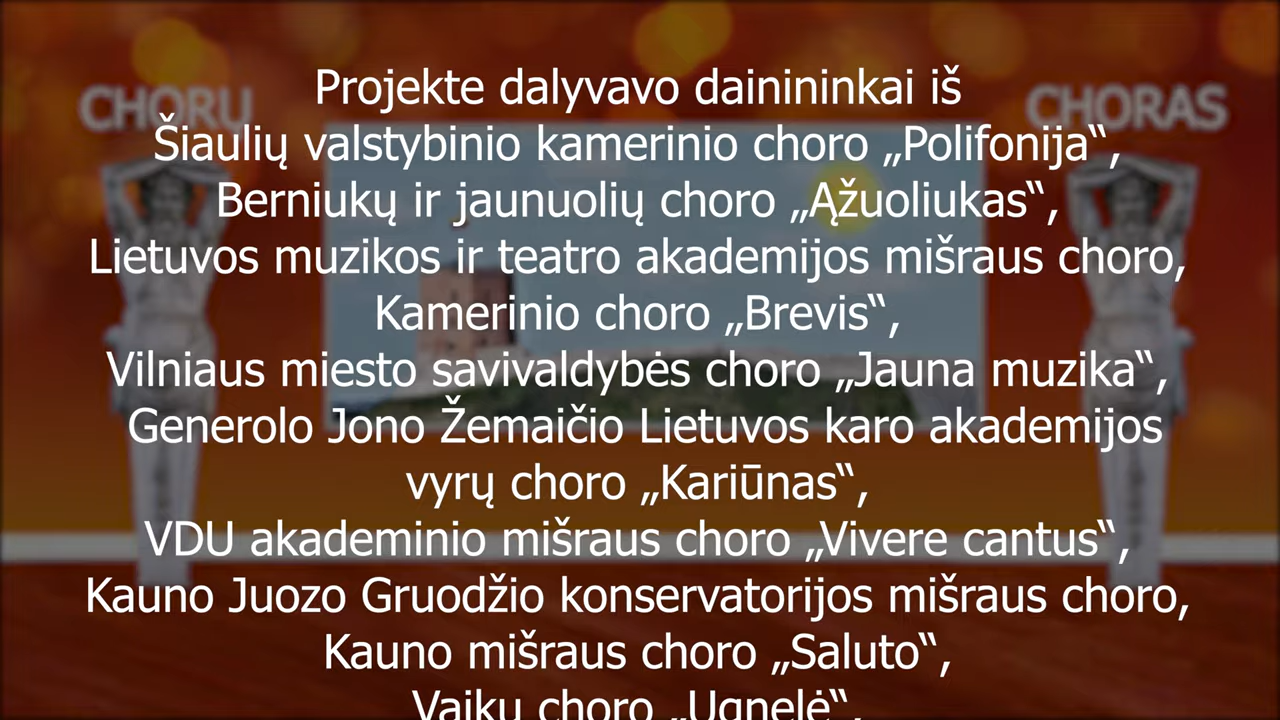 CHORŲ
CHORAS
Projekte dalyvavo dainininkai iš
Šiaulių valstybinio kamerinio choro „Polifonija“,
Berniukų ir jaunuolių choro „Ąžuoliukas“,
Lietuvos muzikos ir teatro akademijos mišraus choro,
Kamerinio choro „Brevis“,
Vilniaus miesto savivaldybės choro „Jauna muzika“,
Generolo Jono Žemaičio Lietuvos karo akademijos
vyrų choro „Kariūnas“,
VDU akademinio mišraus choro „Vivere cantus“,
Kauno Juozo Gruodžio konservatorijos mišraus choro,
Kauno mišraus choro „Saluto“,
Vaikų choro „Ugnelė“,